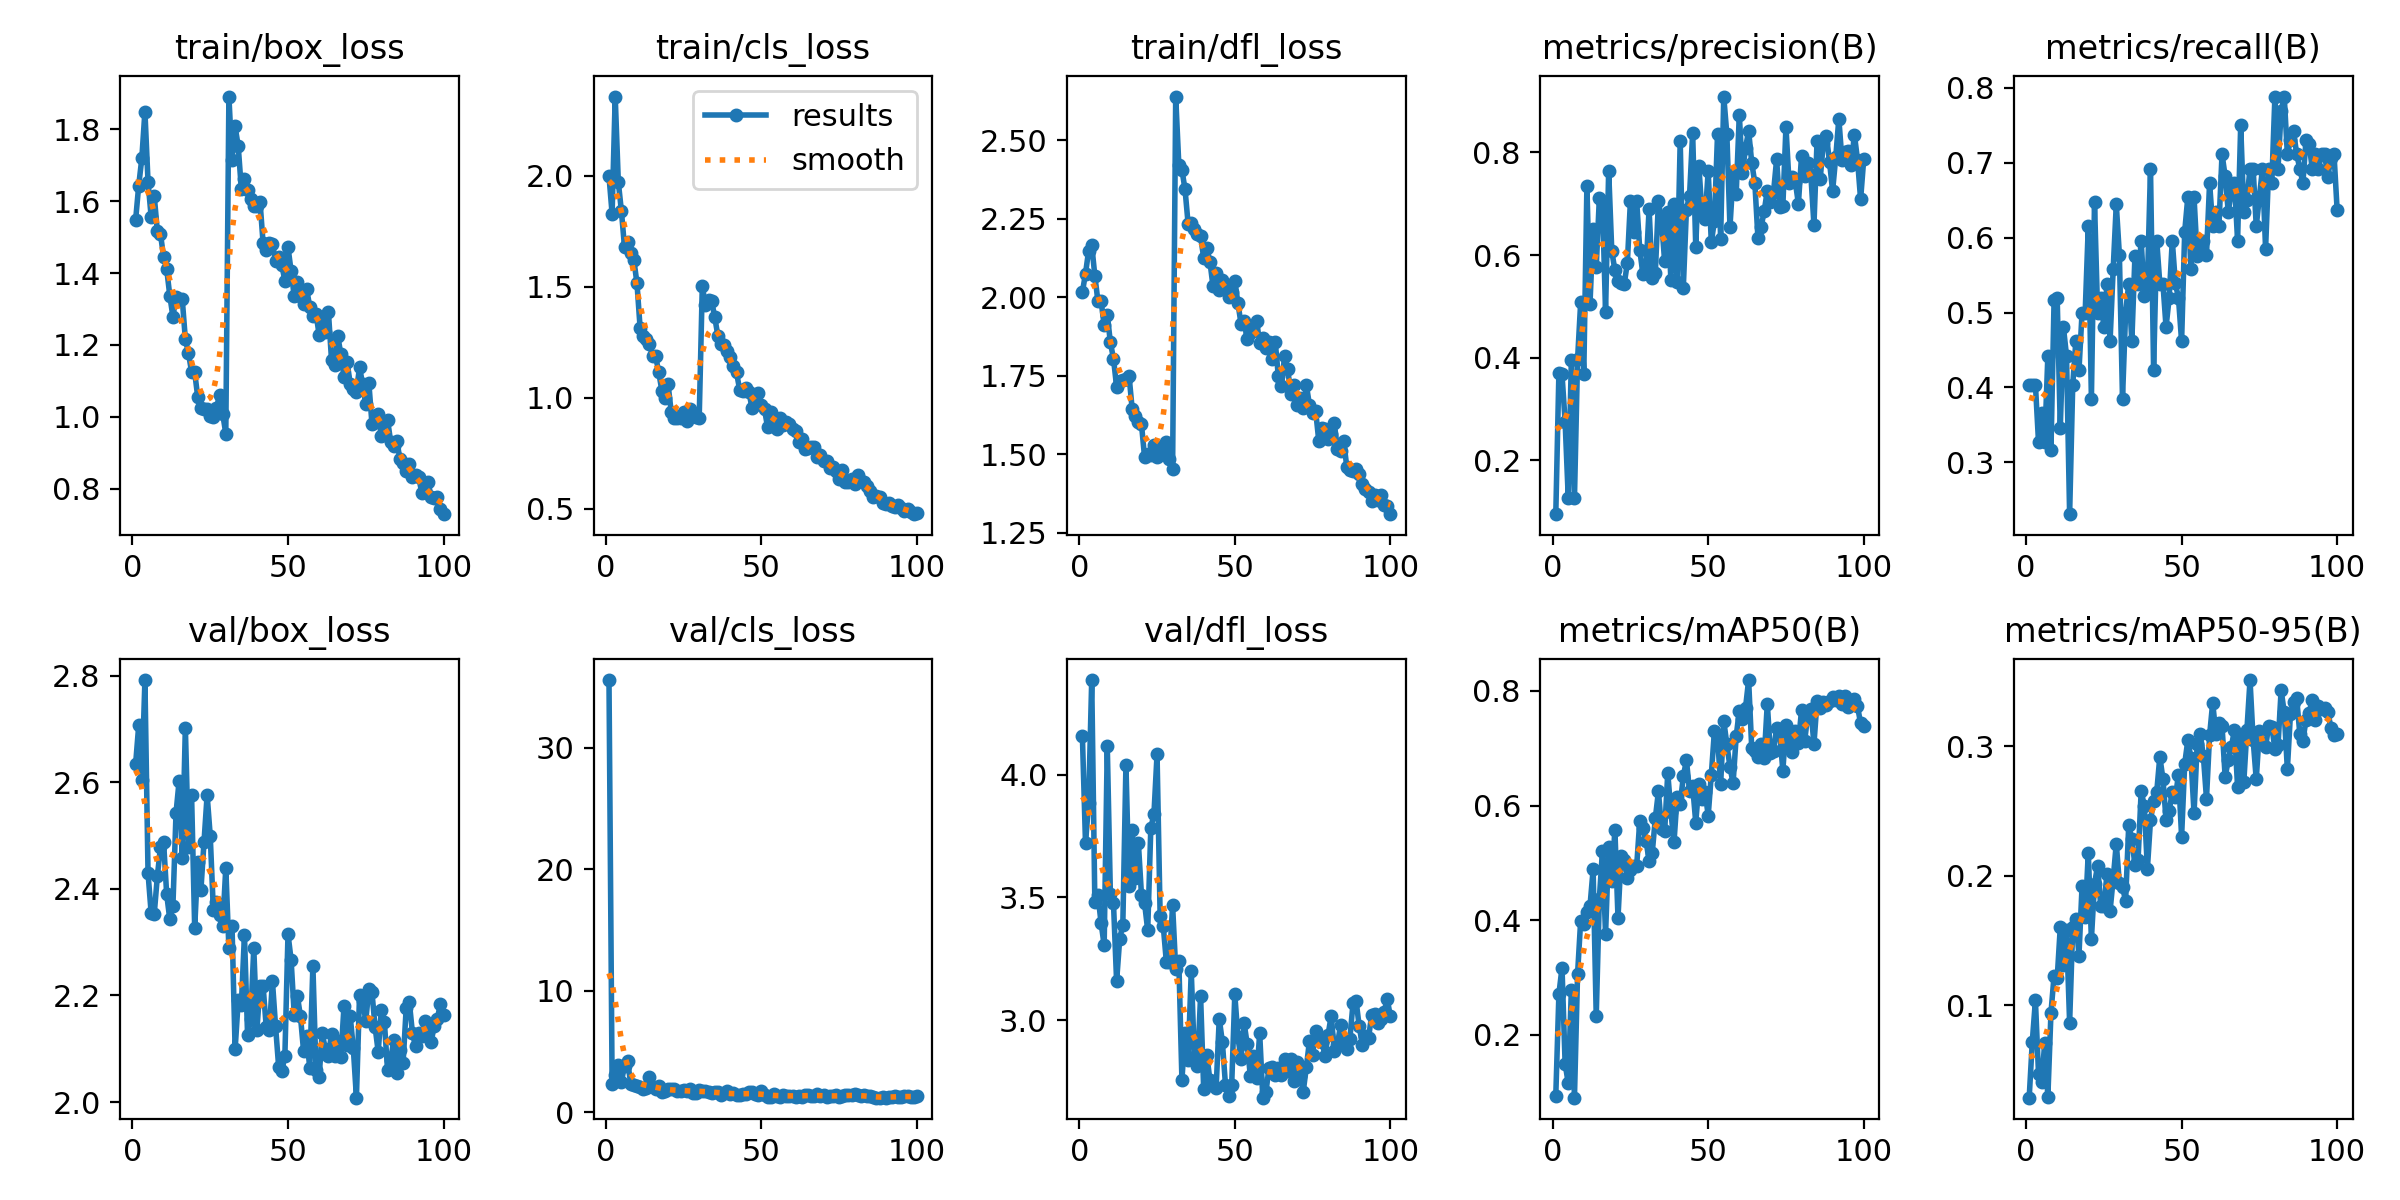 train/box_loss
1.8
1.6
1.4
1.2
1.0
0.8
0 50 100
train/cls_loss
results
smooth
2.0
1.5
1.0
0.5
0 50 100
train/dfl_loss
2.50
2.25
2.00
1.75
1.50
1.25
0 50 100
metrics/precision(B)
0.8
0.6
0.4
0.2
0 50 100
metrics/recall(B)
0.8
0.7
0.6
0.5
0.4
0.3
0 50 100
val/box_loss
2.8
2.6
2.4
2.2
2.0
0 50 100
val/cls_loss
30
20
10
0
0 50 100
val/dfl_loss
4.0
3.5
3.0
0 50 100
metrics/mAP50(B)
0.8
0.6
0.4
0.2
0 50 100
metrics/mAP50-95(B)
0.3
0.2
0.1
0 50 100